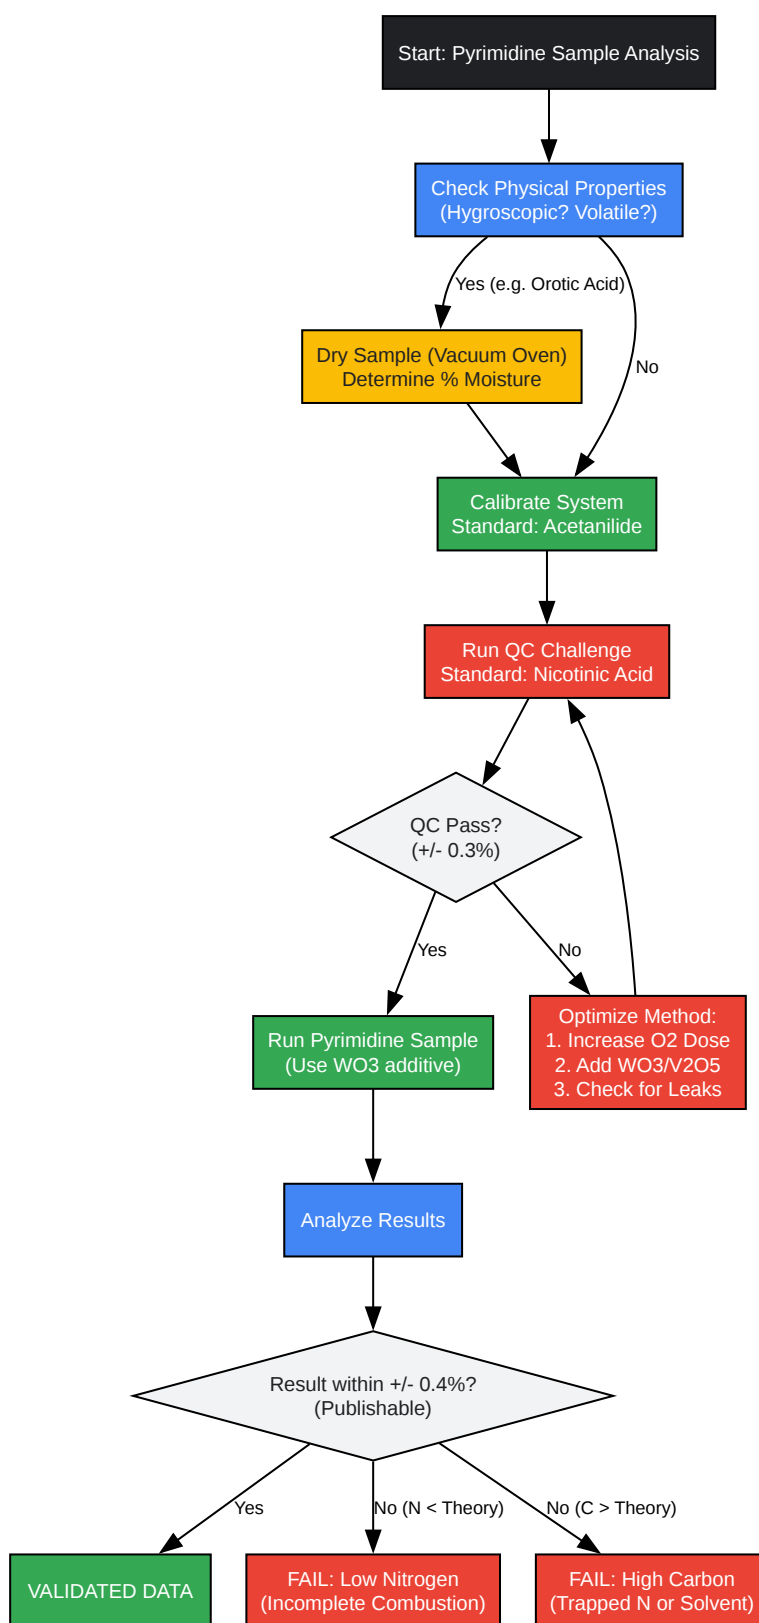 Start: Pyrimidine Sample Analysis
Check Physical Properties
(Hygroscopic? Volatile?)
Yes (e.g. Orotic Acid)
No
Dry Sample (Vacuum Oven)
Determine % Moisture
Calibrate System
Standard: Acetanilide
Run QC Challenge
Standard: Nicotinic Acid
QC Pass?
(+/- 0.3%)
Yes
No
Run Pyrimidine Sample
(Use WO3 additive)
Optimize Method:
1. Increase O2 Dose
2. Add WO3/V2O5
3. Check for Leaks
Analyze Results
Result within +/- 0.4%?
(Publishable)
Yes
No (N < Theory)
No (C > Theory)
VALIDATED DATA
FAIL: Low Nitrogen
(Incomplete Combustion)
FAIL: High Carbon
(Trapped N or Solvent)